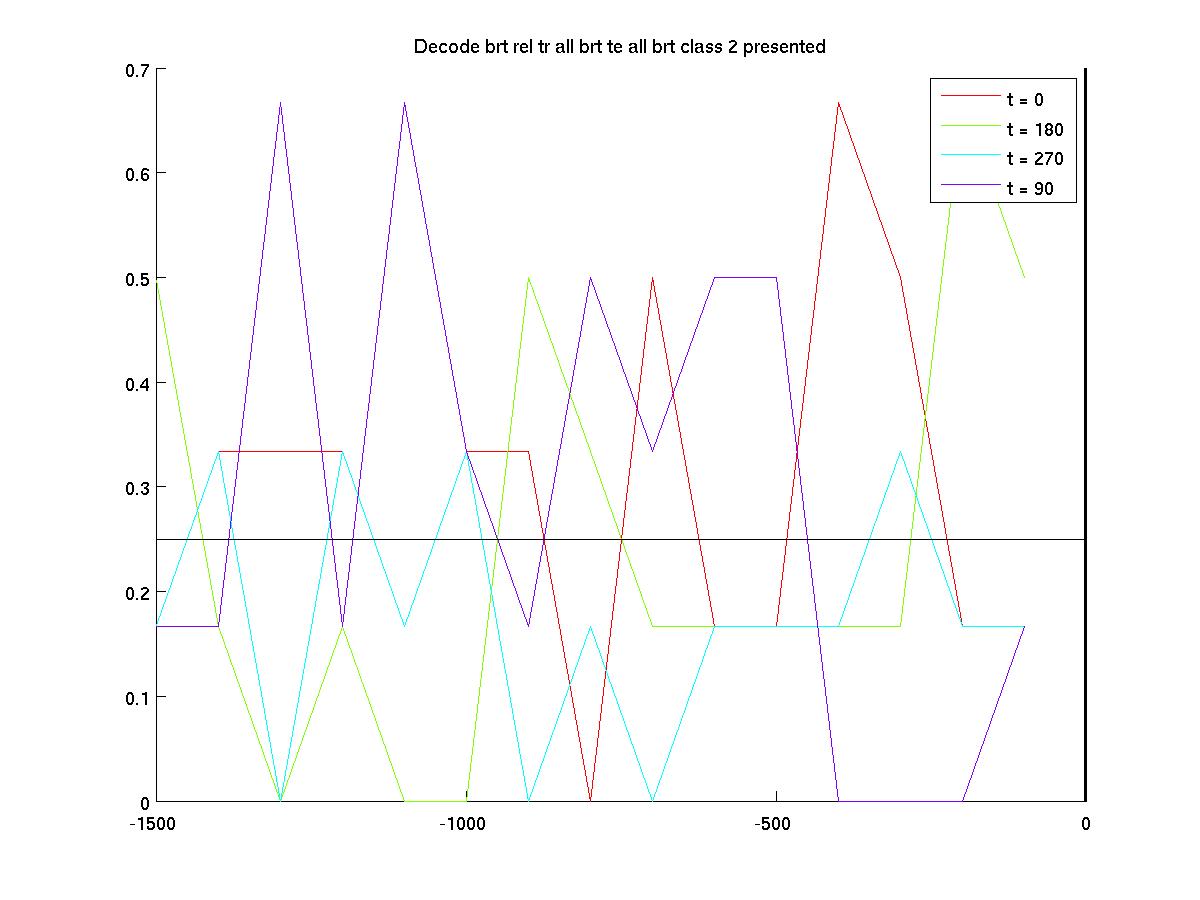 Decode brt rel tr all brt te all brt class 2 presented
0.7
0.6
0.5
0.4
0.3
0.2
0.1
0
-1500
-1000
-500
0
t = 0
t = 180
t = 270
t = 90